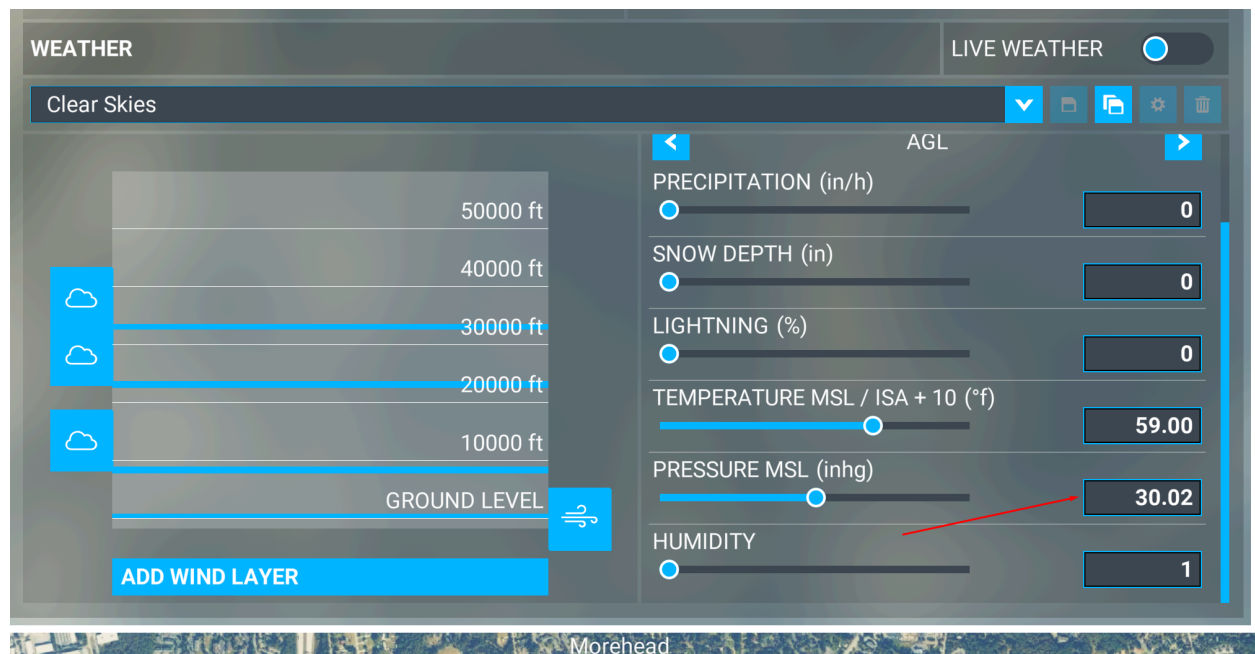 WEATHER
LIVE WEATHER
Clear Skies
AGL
PRECIPITATION (in/h)
0
50000 ft
SNOW DEPTH (in)
0
40000 ft
LIGHTNING (%)
0
30000 ft
TEMPERATURE MSL / ISA + 10 (°f)
59.00
20000 ft
PRESSURE MSL (inhg)
30.02
10000 ft
HUMIDITY
1
GROUND LEVEL
ADD WIND LAYER
Morehead